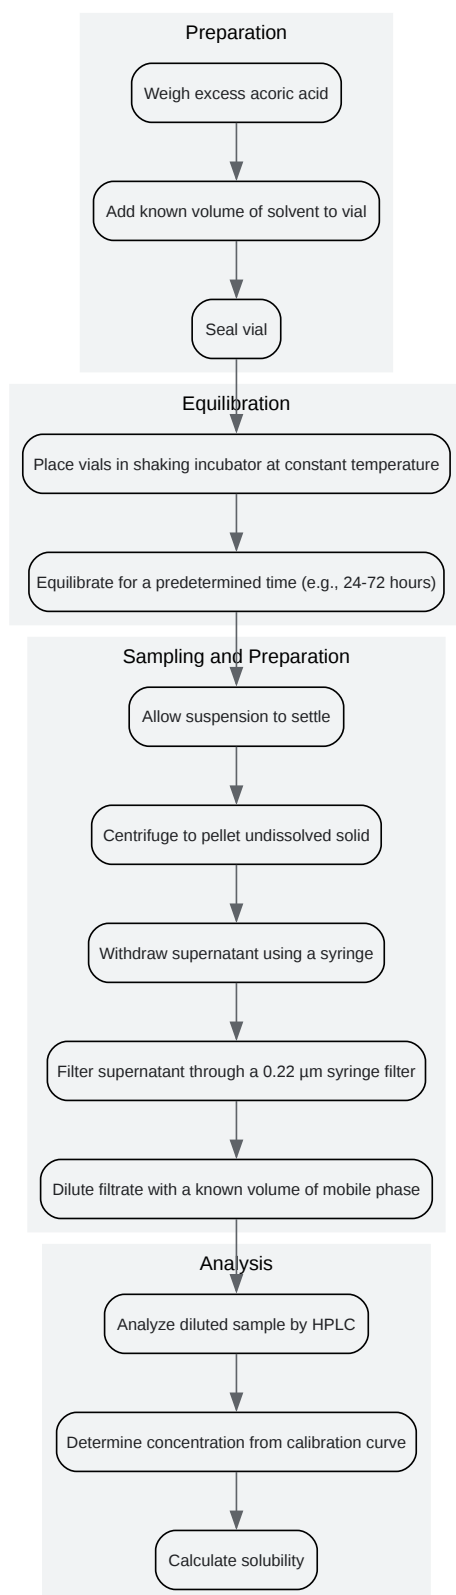 Preparation
Weigh excess acoric acid
Add known volume of solvent to vial
Seal vial
Equilibration
Place vials in shaking incubator at constant temperature
Equilibrate for a predetermined time (e.g., 24-72 hours)
Sampling and Preparation
Allow suspension to settle
Centrifuge to pellet undissolved solid
Withdraw supernatant using a syringe
Filter supernatant through a 0.22 µm syringe filter
Dilute filtrate with a known volume of mobile phase
Analysis
Analyze diluted sample by HPLC
Determine concentration from calibration curve
Calculate solubility